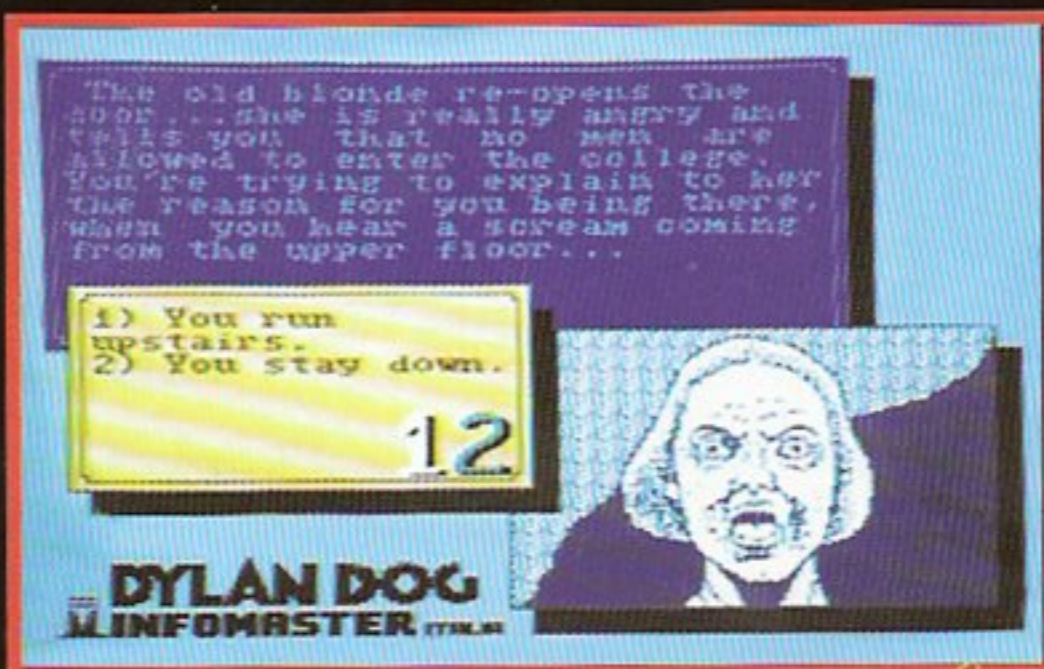 The old blonde re-opens the
door...she is really angry and
tells you that no men are
allowed to enter the college.
You're trying to explain to her
the reason for you being there,
when you hear a scream coming
from the upper floor...
1) You run
upstairs.
2) You stay down.
12
DYLAN DOG
INFOMASTER